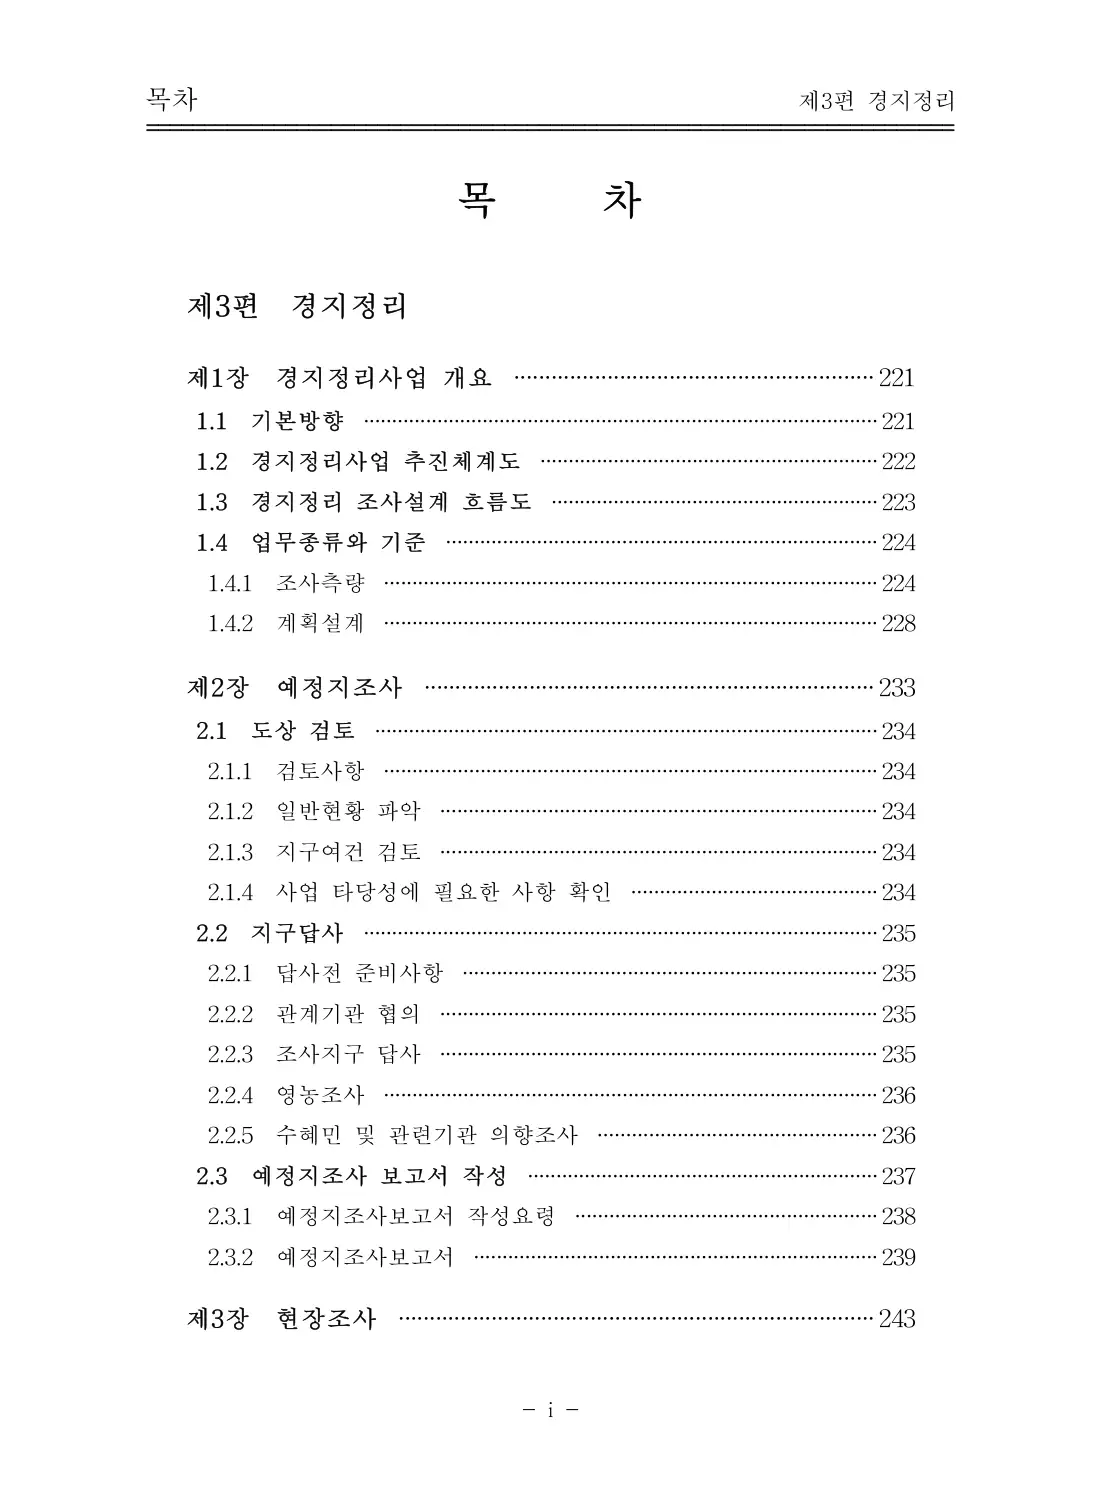 목차 제3편 경지정리
목 차
제3편 경지정리
제1장 경지정리사업 개요 ························ 221
1.1 기본방향 ························ 221
1.2 경지정리사업 추진체계도 ························ 222
1.3 경지정리 조사설계 흐름도 ························ 223
1.4 업무종류와 기준 ························ 224
1.4.1 조사측량 ························ 224
1.4.2 계획설계 ························ 228
제2장 예정지조사 ························ 233
2.1 도상 검토 ························ 234
2.1.1 검토사항 ························ 234
2.1.2 일반현황 파악 ························ 234
2.1.3 지구여건 검토 ························ 234
2.1.4 사업 타당성에 필요한 사항 확인 ························ 234
2.2 지구답사 ························ 235
2.2.1 답사전 준비사항 ························ 235
2.2.2 관계기관 협의 ························ 235
2.2.3 조사지구 답사 ························ 235
2.2.4 영농조사 ························ 236
2.2.5 수혜민 및 관련기관 의향조사 ························ 236
2.3 예정지조사 보고서 작성 ························ 237
2.3.1 예정지조사보고서 작성요령 ························ 238
2.3.2 예정지조사보고서 ························ 239
제3장 현장조사 ························ 243
- i -